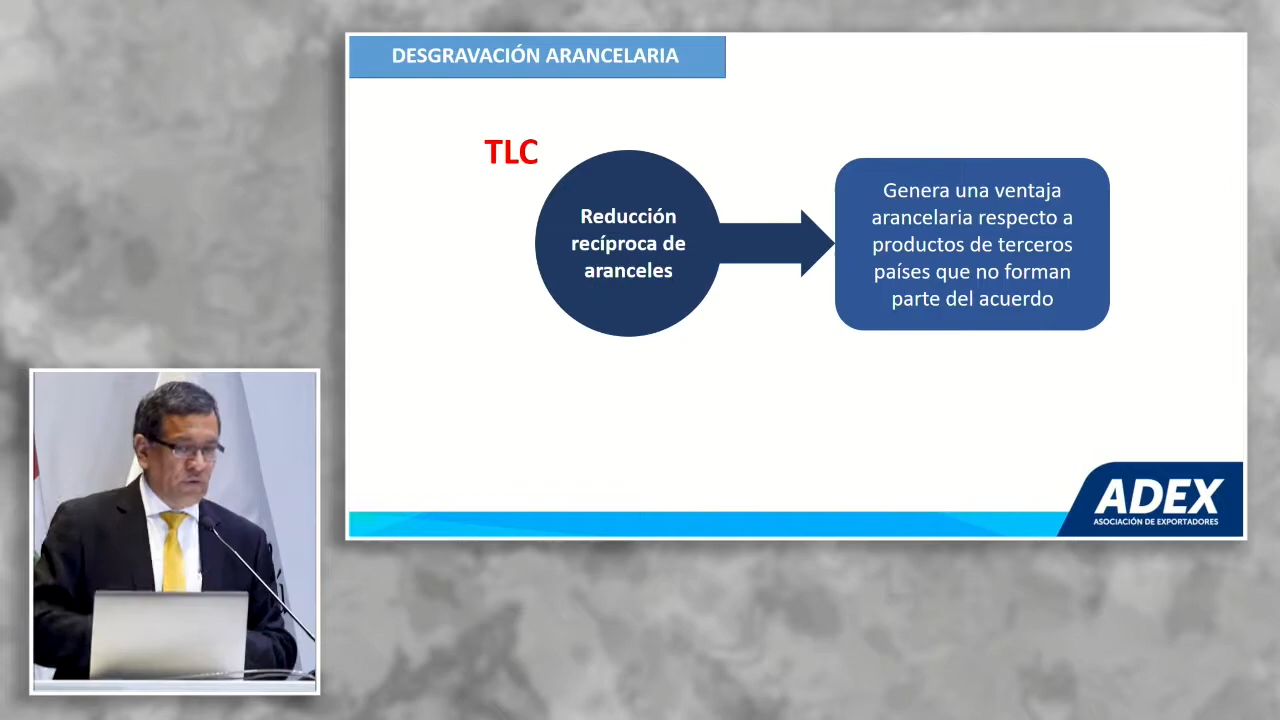 DESGRAVACIÓN ARANCELARIA
TLC
Reducción
recíproca de
aranceles
Genera una ventaja
arancelaria respecto a
productos de terceros
países que no forman
parte del acuerdo
ADEX
ASOCIACIÓN DE EXPORTADORES